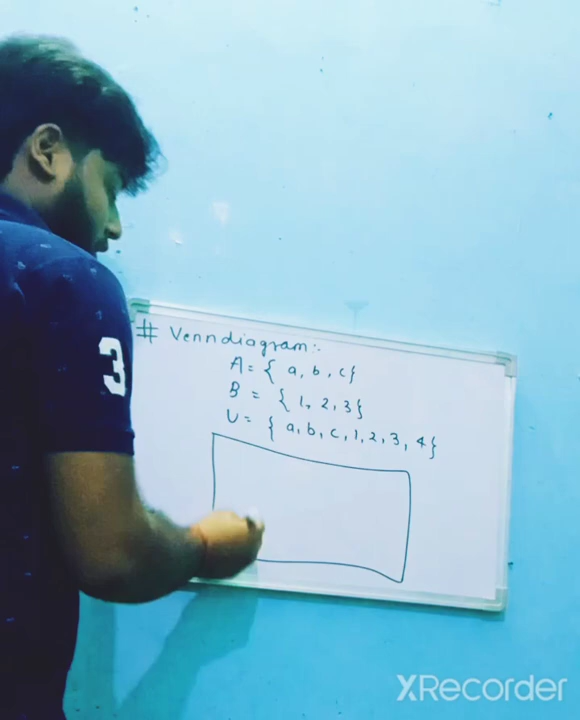 # Venndiagram:-
A = { a, b, c}
B = { 1, 2, 3}
U = { a, b, c, 1, 2, 3, 4}
3
XRecorder